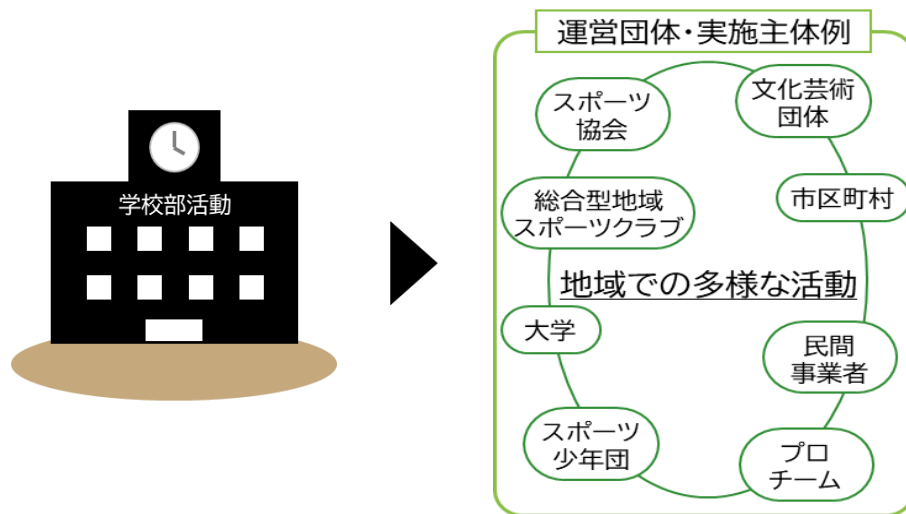 学校部活動
運営団体・実施主体例
スポーツ
協会
文化芸術
団体
総合型地域
スポーツクラブ
市区町村
地域での多様な活動
大学
民間
事業者
スポーツ
少年団
プロ
チーム